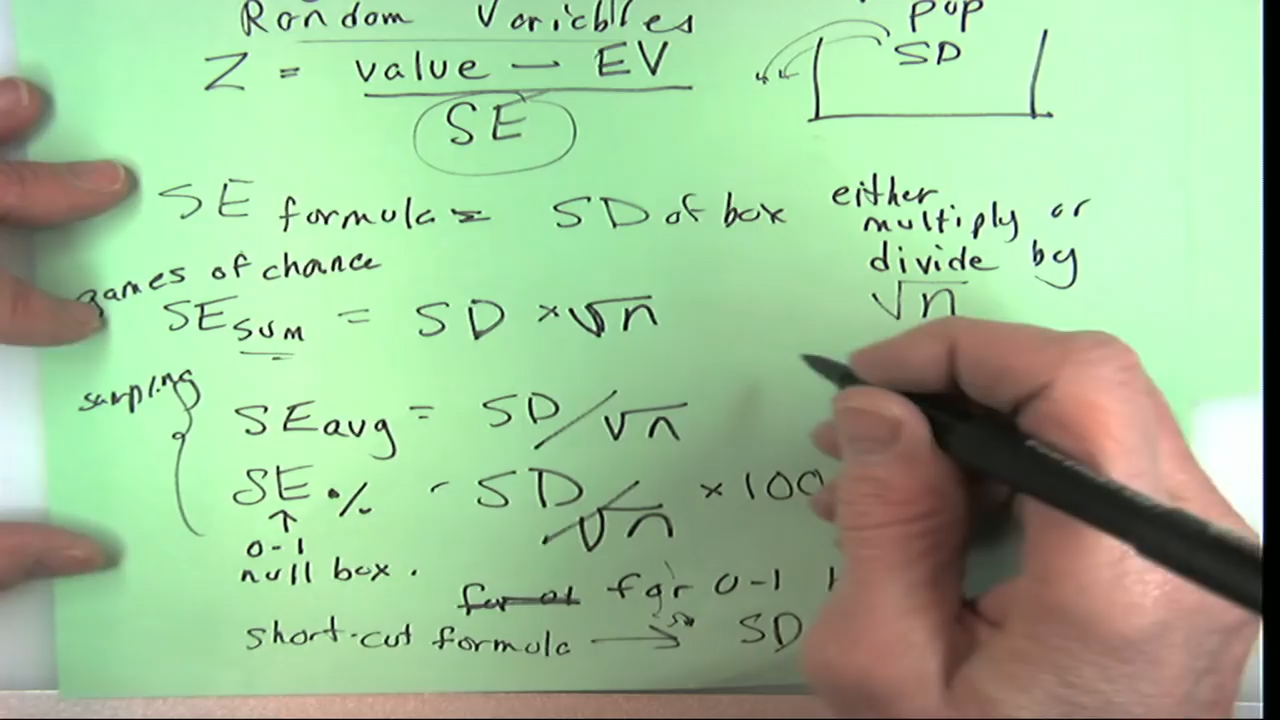 Random Variables
Z = value - EV
SE
pop
SD
SE formula = SD of box
either
multiply or
divide by
√n
games of chance
SE sum = SD × √n
sampling
SE avg = SD/√n
SE % - SD/√n × 100
↑
0-1
null box.
for 0-1
short-cut formula → SD